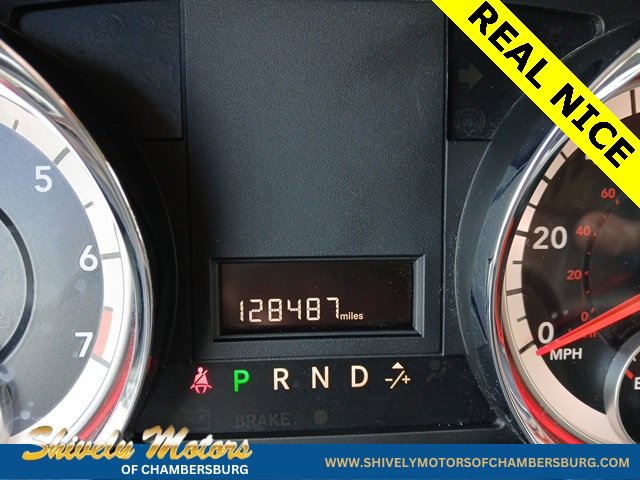 REAL NICE
5
6
7
60
40
20
20
0
MPH
128487 miles
P R N D -/+
BRAKE
Shively Motors
OF CHAMBERSBURG
WWW.SHIVELYMOTORSOFCHAMBERSBURG.COM